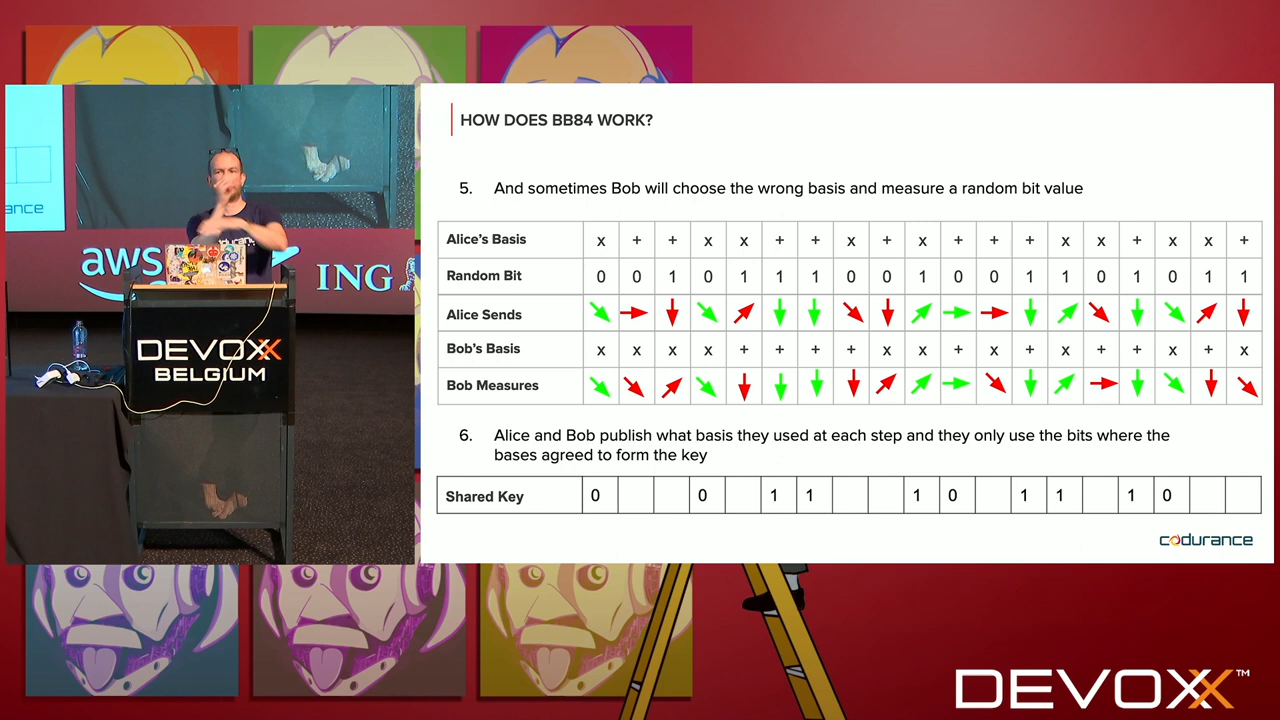 HOW DOES BB84 WORK?
5. And sometimes Bob will choose the wrong basis and measure a random bit value
Alice's Basis x + + x x + + x + x + + + x x + x x +
Random Bit 0 0 1 0 1 1 1 0 0 1 0 0 1 1 0 1 0 1 1
Alice Sends ↘ → ↓ ↘ ↗ ↓ ↓ ↘ ↓ ↗ → → ↓ ↗ ↘ ↓ ↘ ↗ ↓
Bob's Basis x x x x + + + + x x + x + x + + x + x
Bob Measures ↘ ↘ ↗ ↘ ↓ ↓ ↓ ↓ ↗ ↗ → ↘ ↓ ↗ → ↓ ↘ ↓ ↘
6. Alice and Bob publish what basis they used at each step and they only use the bits where the
bases agreed to form the key
Shared Key 0 0 1 1 1 0 1 1 1 0
codurance
ance
aws
ING
DEVOXX
BELGIUM
DEVOXX™